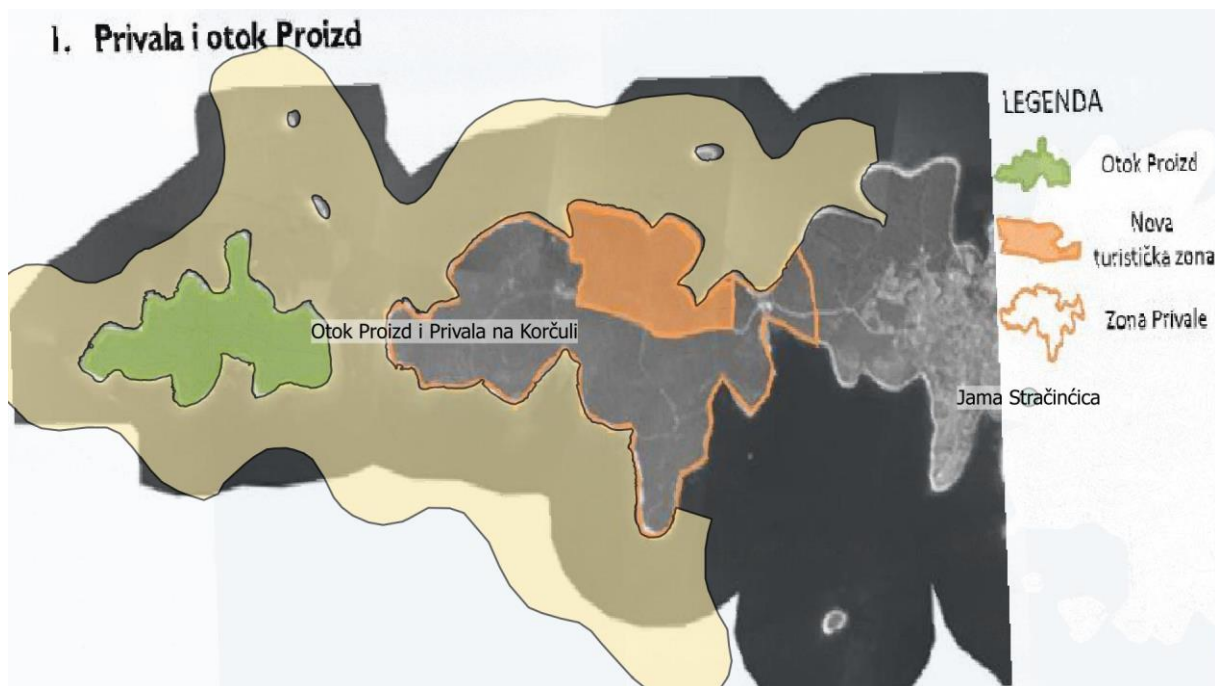 1. Privala i otok Proizd
LEGENDA
Otok Proizd
Nova
turistička zona
Zona Privale
Otok Proizd i Privala na Korčuli
Jama Stračinćica